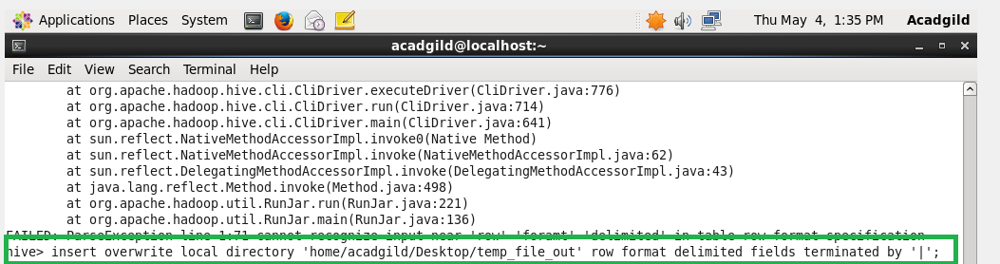 Applications Places System Thu May 4, 1:35 PM Acadgild
acadgild@localhost:~
File Edit View Search Terminal Help
at org.apache.hadoop.hive.cli.CliDriver.executeDriver(CliDriver.java:776)
at org.apache.hadoop.hive.cli.CliDriver.run(CliDriver.java:714)
at org.apache.hadoop.hive.cli.CliDriver.main(CliDriver.java:641)
at sun.reflect.NativeMethodAccessorImpl.invoke0(Native Method)
at sun.reflect.NativeMethodAccessorImpl.invoke(NativeMethodAccessorImpl.java:62)
at sun.reflect.DelegatingMethodAccessorImpl.invoke(DelegatingMethodAccessorImpl.java:43)
at java.lang.reflect.Method.invoke(Method.java:498)
at org.apache.hadoop.util.RunJar.run(RunJar.java:221)
at org.apache.hadoop.util.RunJar.main(RunJar.java:136)
FAILED: ParseException line 1:71 cannot recognize input near 'row' 'foramt' 'delimited' in table row format specification
hive> insert overwrite local directory 'home/acadgild/Desktop/temp_file_out' row format delimited fields terminated by '|';